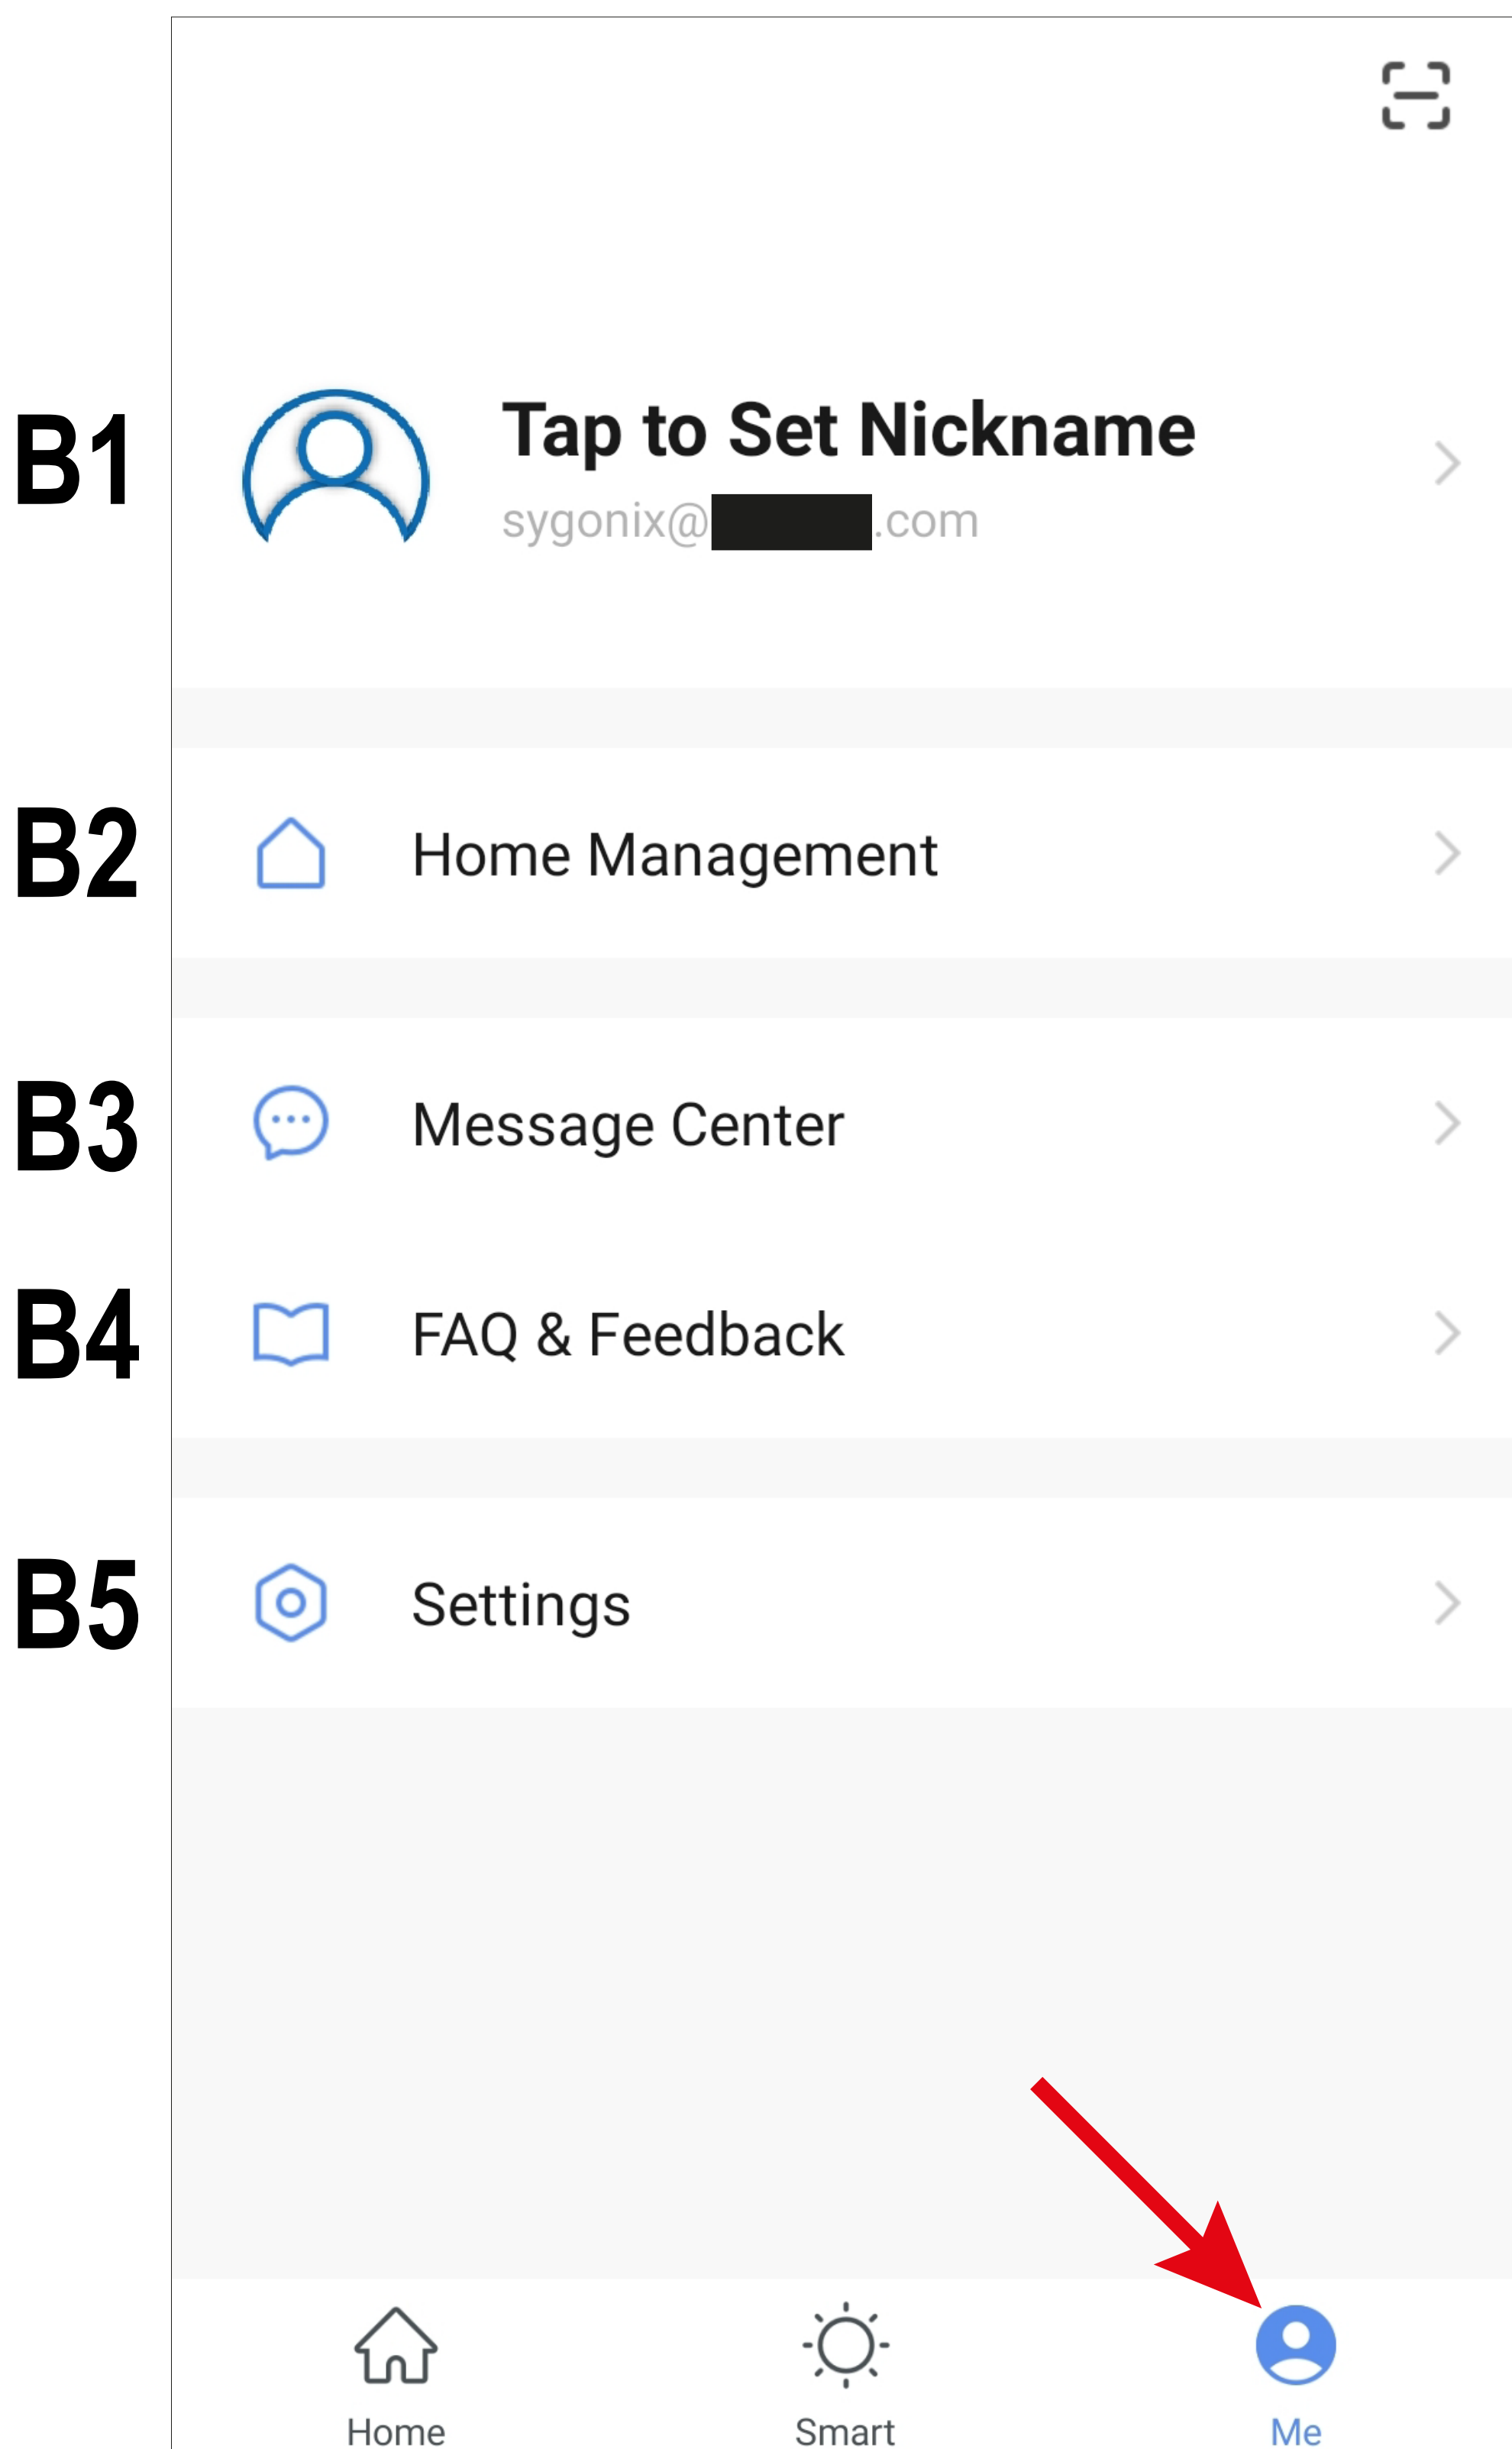 B1
Tap to Set Nickname
sygonix@ .com
B2
Home Management
B3
Message Center
B4
FAQ & Feedback
B5
Settings
Home
Smart
Me